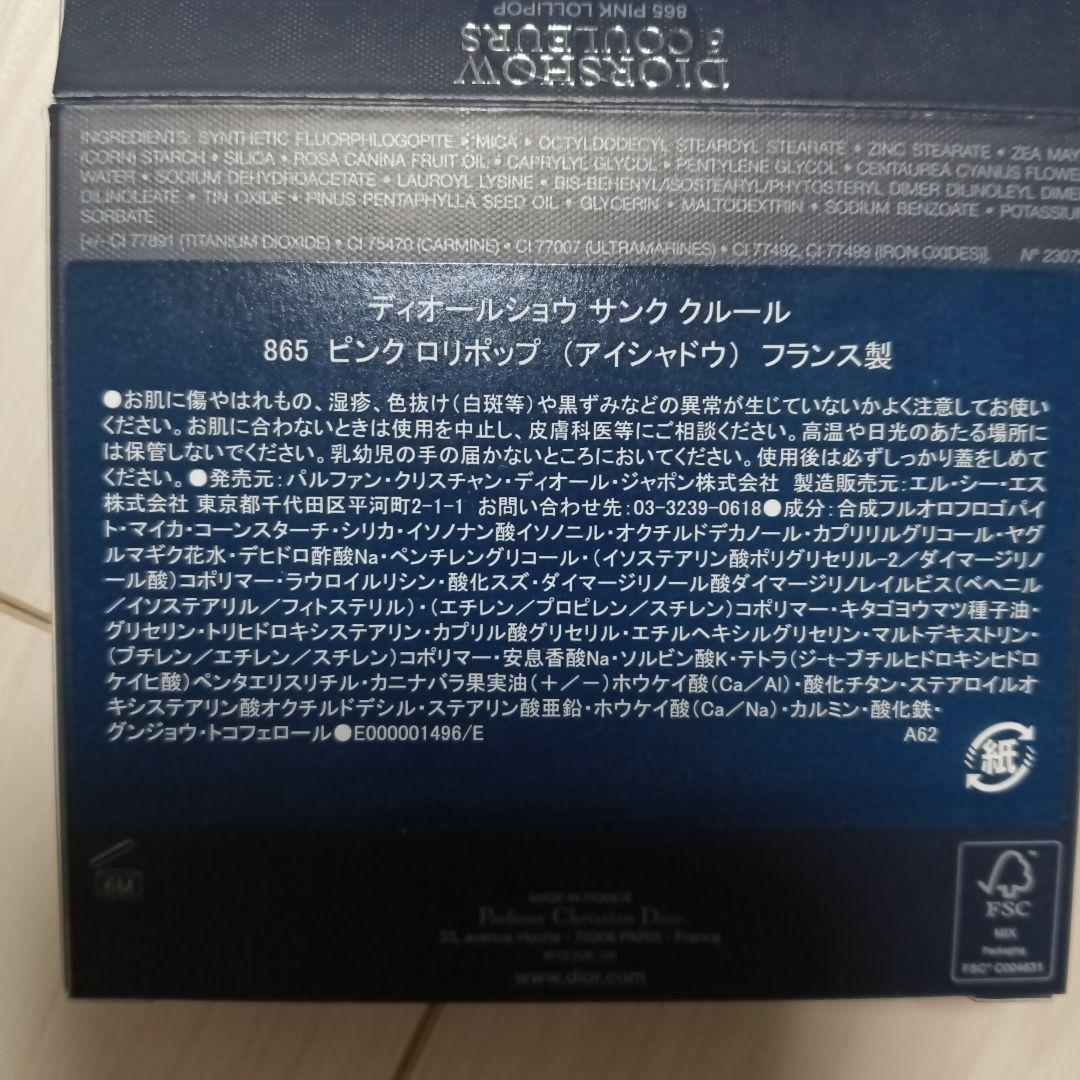 865 PINK LOLLIPOP
5 COULEURS
DIORSHOW
INGREDIENTS: SYNTHETIC FLUORPHLOGOPITE • MICA • OCTYLDODECYL STEAROYL STEARATE • ZINC STEARATE • ZEA MAY
(CORN) STARCH • SILICA • ROSA CANINA FRUIT OIL • CAPRYLYL GLYCOL • PENTYLENE GLYCOL • CENTAUREA CYANUS FLOWER
WATER • SODIUM DEHYDROACETATE • LAUROYL LYSINE • BIS-BEHENYL/ISOSTEARYL/PHYTOSTERYL DIMER DILINOLEYL DIMER
DILINOLEATE • TIN OXIDE • PINUS PENTAPHYLLA SEED OIL • GLYCERIN • MALTODEXTRIN • SODIUM BENZOATE • POTASSIUM
SORBATE.
[+/- CI 77891 (TITANIUM DIOXIDE) • CI 75470 (CARMINE) • CI 77007 (ULTRAMARINES) • CI 77492, CI 77499 (IRON OXIDES)]. N° 23072
ディオールショウ サンク クルール
865 ピンク ロリポップ （アイシャドウ） フランス製
●お肌に傷やはれもの、湿疹、色抜け（白斑等）や黒ずみなどの異常が生じていないかよく注意してお使い
ください。お肌に合わないときは使用を中止し、皮膚科医等にご相談ください。高温や日光のあたる場所に
は保管しないでください。乳幼児の手の届かないところにおいてください。使用後は必ずしっかり蓋をしめて
ください。●発売元：パルファン・クリスチャン・ディオール・ジャポン株式会社 製造販売元：エル・シー・エス
株式会社 東京都千代田区平河町2-1-1 お問い合わせ先：03-3239-0618●成分：合成フルオロフロゴパイ
ト・マイカ・コーンスターチ・シリカ・イソノナン酸イソノニル・オクチルドデカノール・カプリリルグリコール・ヤグ
ルマギク花水・デヒドロ酢酸Na・ペンチレングリコール・（イソステアリン酸ポリグリセリル-2／ダイマージリノ
ール酸）コポリマー・ラウロイルリシン・酸化スズ・ダイマージリノール酸ダイマージリノレイルビス（ベヘニル
／イソステアリル／フィトステリル）・（エチレン／プロピレン／スチレン）コポリマー・キタゴヨウマツ種子油・
グリセリン・トリヒドロキシステアリン・カプリル酸グリセリル・エチルヘキシルグリセリン・マルトデキストリン・
（ブチレン／エチレン／スチレン）コポリマー・安息香酸Na・ソルビン酸K・テトラ（ジ-t-ブチルヒドロキシヒドロ
ケイヒ酸）ペンタエリスリチル・カニナバラ果実油（＋／－）ホウケイ酸（Ca／Al）・酸化チタン・ステアロイルオ
キシステアリン酸オクチルドデシル・ステアリン酸亜鉛・ホウケイ酸（Ca／Na）・カルミン・酸化鉄・
グンジョウ・トコフェロール●E000001496/E A62
紙
6M
MADE IN FRANCE
Parfums Christian Dior
33, avenue Hoche - 75008 PARIS - France
www.dior.com
FSC
MIX
Packaging
FSC® C004631